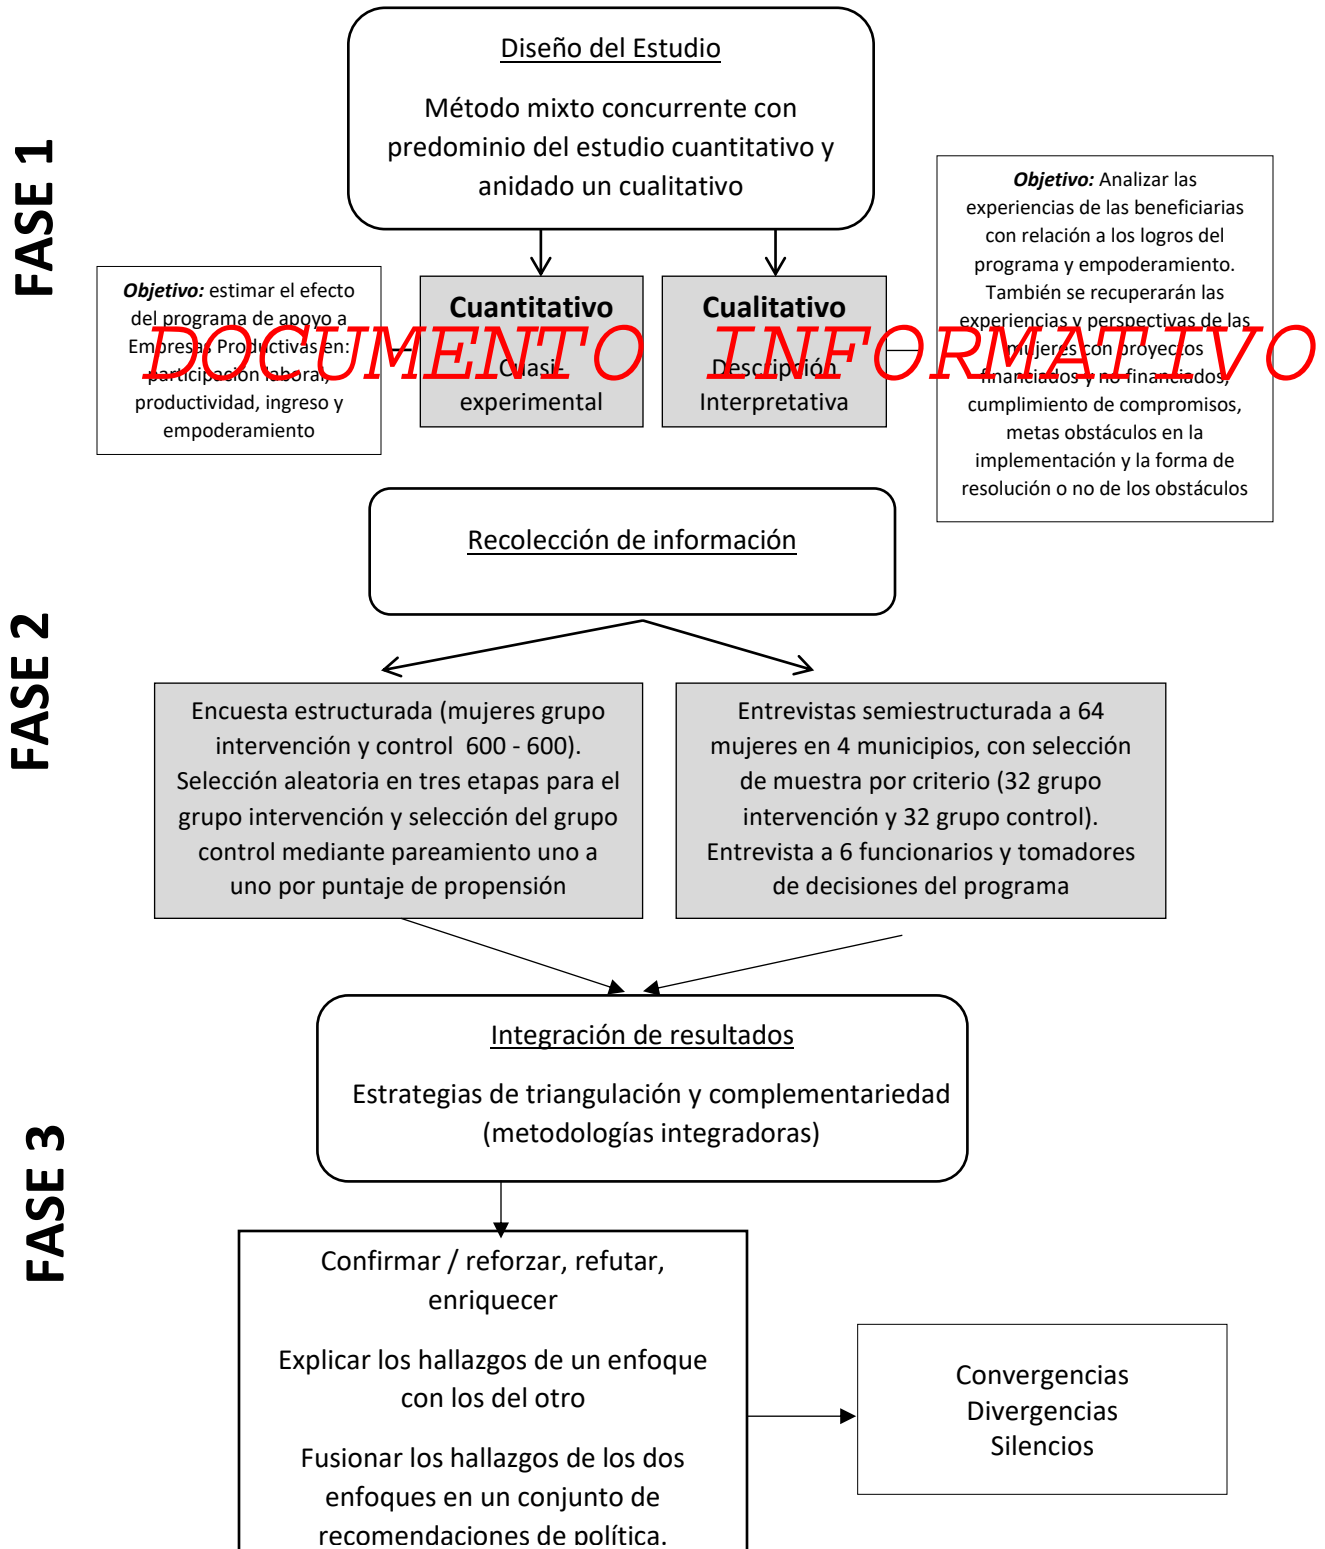 FASE 1
Diseño del Estudio
Método mixto concurrente con
predominio del estudio cuantitativo y
anidado un cualitativo
Objetivo: estimar el efecto
del programa de apoyo a
Empresas Productivas en:
participación laboral,
productividad, ingreso y
empoderamiento
Cuantitativo
Cuasi-
experimental
Cualitativo
Descripción
Interpretativa
Objetivo: Analizar las
experiencias de las beneficiarias
con relación a los logros del
programa y empoderamiento.
También se recuperarán las
experiencias y perspectivas de las
mujeres con proyectos
financiados y no financiados,
cumplimiento de compromisos,
metas obstáculos en la
implementación y la forma de
resolución o no de los obstáculos
DOCUMENTO INFORMATIVO
FASE 2
Recolección de información
Encuesta estructurada (mujeres grupo
intervención y control 600 - 600).
Selección aleatoria en tres etapas para el
grupo intervención y selección del grupo
control mediante pareamiento uno a
uno por puntaje de propensión
Entrevistas semiestructurada a 64
mujeres en 4 municipios, con selección
de muestra por criterio (32 grupo
intervención y 32 grupo control).
Entrevista a 6 funcionarios y tomadores
de decisiones del programa
FASE 3
Integración de resultados
Estrategias de triangulación y complementariedad
(metodologías integradoras)
Confirmar / reforzar, refutar,
enriquecer
Explicar los hallazgos de un enfoque
con los del otro
Fusionar los hallazgos de los dos
enfoques en un conjunto de
recomendaciones de política.
Convergencias
Divergencias
Silencios